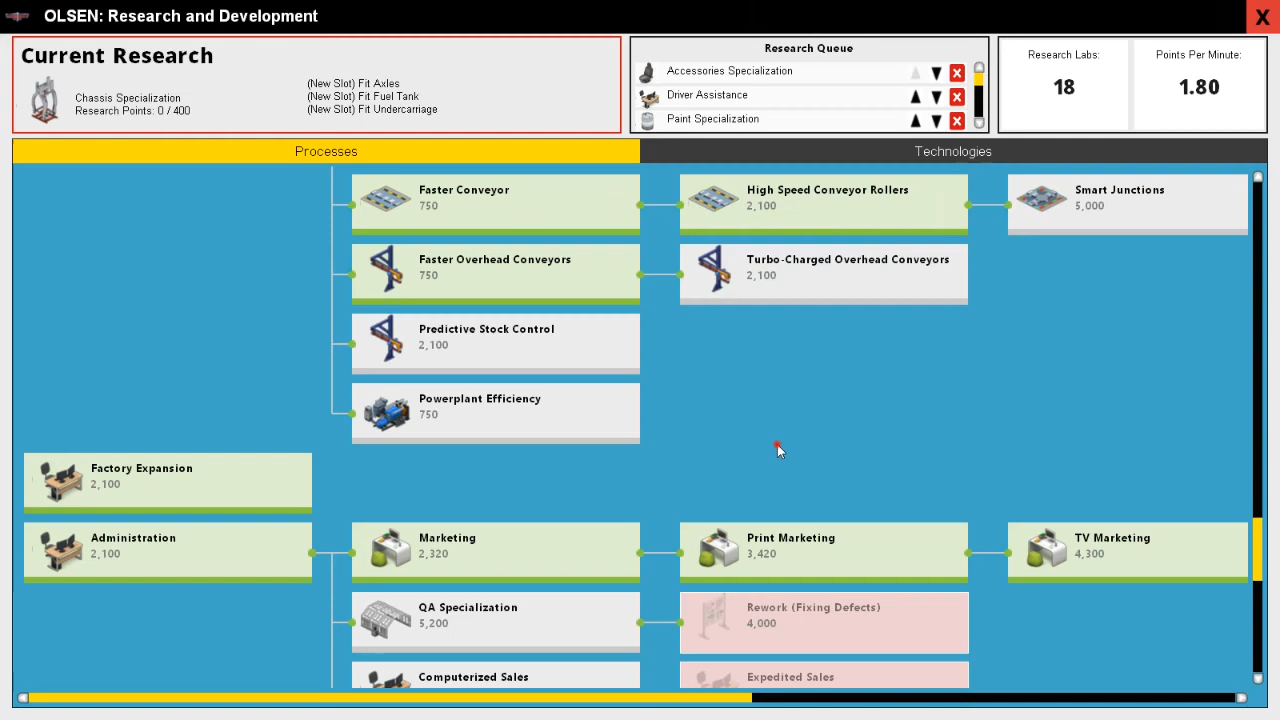 OLSEN: Research and Development
X
Current Research
Chassis Specialization
Research Points: 0 / 400
(New Slot) Fit Axles
(New Slot) Fit Fuel Tank
(New Slot) Fit Undercarriage
Research Queue
Accessories Specialization
Driver Assistance
Paint Specialization
Research Labs:
18
Points Per Minute:
1.80
Processes
Technologies
Faster Conveyor
750
High Speed Conveyor Rollers
2,100
Smart Junctions
5,000
Faster Overhead Conveyors
750
Turbo-Charged Overhead Conveyors
2,100
Predictive Stock Control
2,100
Powerplant Efficiency
750
Factory Expansion
2,100
Administration
2,100
Marketing
2,320
Print Marketing
3,420
TV Marketing
4,300
QA Specialization
5,200
Rework (Fixing Defects)
4,000
Computerized Sales
Expedited Sales